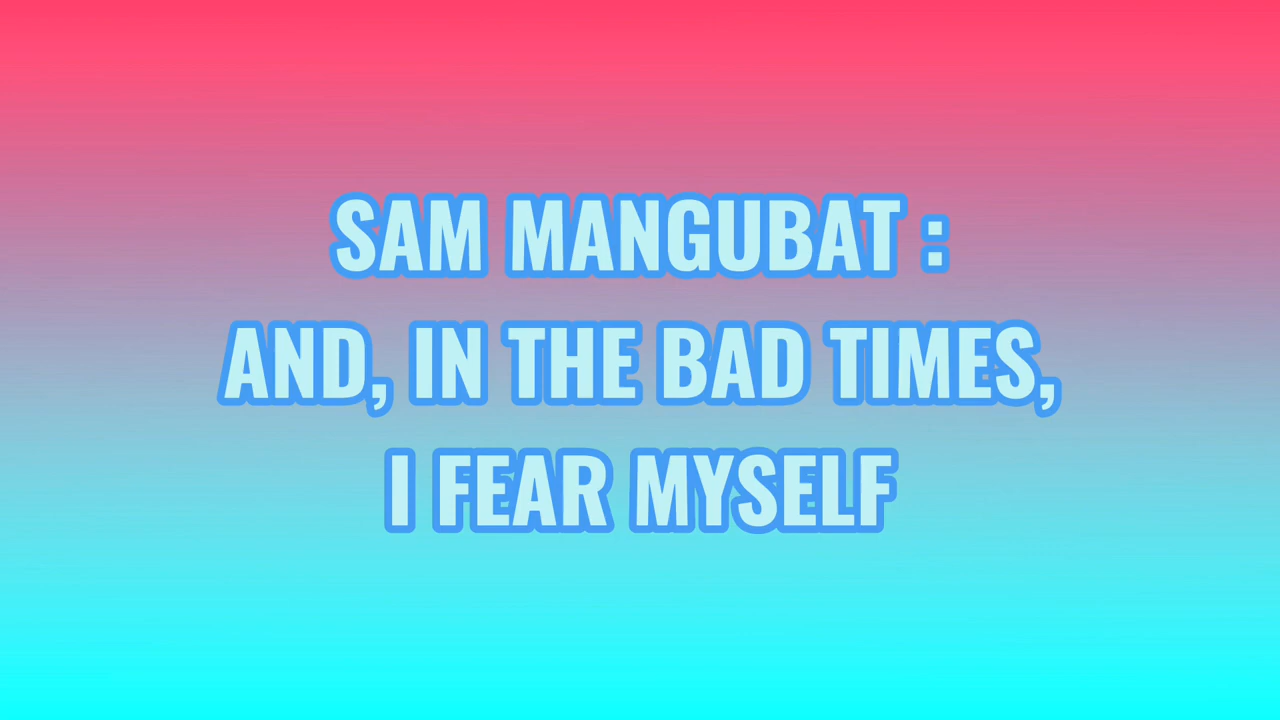 SAM MANGUBAT :
AND, IN THE BAD TIMES,
I FEAR MYSELF